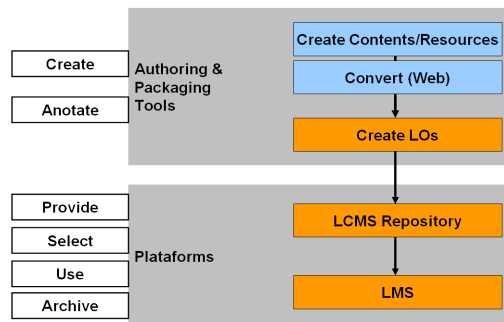 Create
Anotate
Authoring &
Packaging
Tools
Create Contents/Resources
Convert (Web)
Create LOs
Provide
Select
Use
Archive
Plataforms
LCMS Repository
LMS